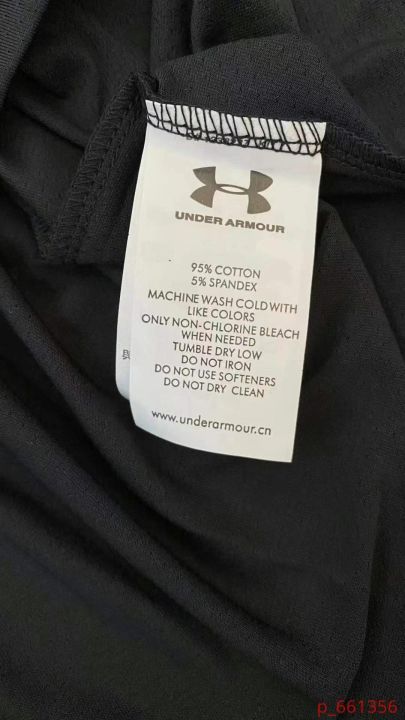 UNDER ARMOUR
95% COTTON
5% SPANDEX
MACHINE WASH COLD WITH
LIKE COLORS
ONLY NON-CHLORINE BLEACH
WHEN NEEDED
TUMBLE DRY LOW
DO NOT IRON
DO NOT USE SOFTENERS
DO NOT DRY CLEAN
www.underarmour.cn
p_661356